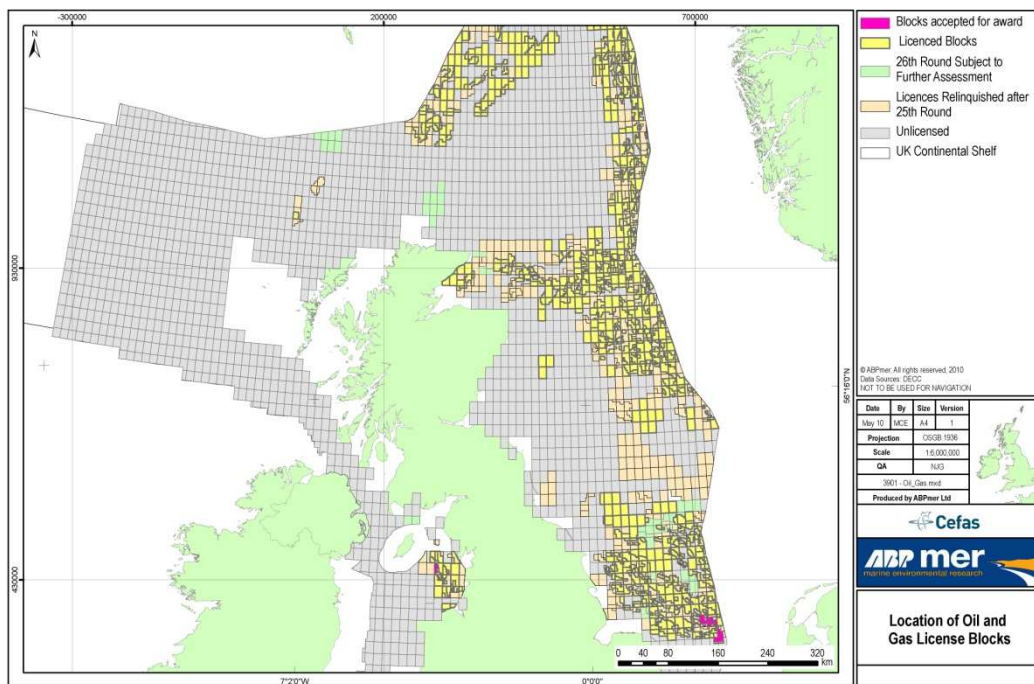 -300000 200000 700000
N
930000
430000
56°16'0"N
7°2'0"W 0°0'0"
0 20 40 80 160 240 320
km
Blocks accepted for award
Licenced Blocks
26th Round Subject to
Further Assessment
Licences Relinquished after
25th Round
Unlicensed
UK Continental Shelf
© ABPmer, All rights reserved, 2010
Data Sources: DECC
NOT TO BE USED FOR NAVIGATION
Date By Size Version
May 10 MCE A4 1
Projection OSGB 1936
Scale 1:6,000,000
QA NJG
3901 - Oil_Gas mxd
Produced by ABPmer Ltd
Cefas
ABP mer
marine environmental research
Location of Oil and
Gas License Blocks